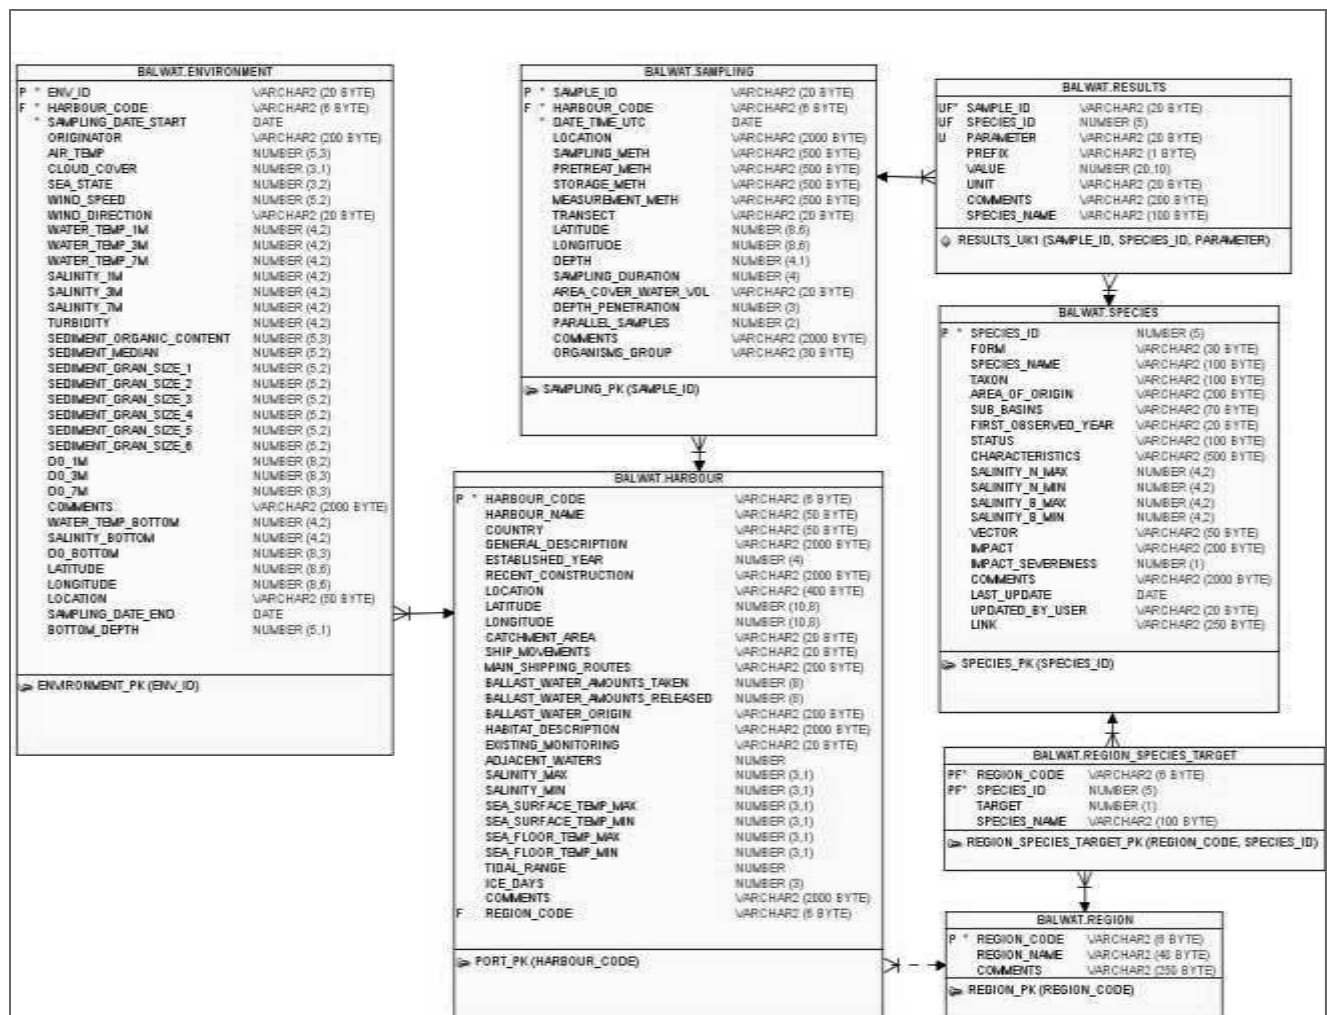 BALWAT.ENVIRONMENT
P * ENV_ID VARCHAR2 (20 BYTE)
F * HARBOUR_CODE VARCHAR2 (6 BYTE)
* SAMPLING_DATE_START DATE
ORIGINATOR VARCHAR2 (200 BYTE)
AIR_TEMP NUMBER (5,3)
CLOUD_COVER NUMBER (3,1)
SEA_STATE NUMBER (3,2)
WIND_SPEED NUMBER (5,2)
WIND_DIRECTION VARCHAR2 (20 BYTE)
WATER_TEMP_1M NUMBER (4,2)
WATER_TEMP_3M NUMBER (4,2)
WATER_TEMP_7M NUMBER (4,2)
SALINITY_1M NUMBER (4,2)
SALINITY_3M NUMBER (4,2)
SALINITY_7M NUMBER (4,2)
TURBIDITY NUMBER (4,2)
SEDIMENT_ORGANIC_CONTENT NUMBER (5,3)
SEDIMENT_MEDIAN NUMBER (5,2)
SEDIMENT_GRAN_SIZE_1 NUMBER (5,2)
SEDIMENT_GRAN_SIZE_2 NUMBER (5,2)
SEDIMENT_GRAN_SIZE_3 NUMBER (5,2)
SEDIMENT_GRAN_SIZE_4 NUMBER (5,2)
SEDIMENT_GRAN_SIZE_5 NUMBER (5,2)
SEDIMENT_GRAN_SIZE_6 NUMBER (5,2)
DO_1M NUMBER (8,2)
DO_3M NUMBER (8,3)
DO_7M NUMBER (8,3)
COMMENTS VARCHAR2 (2000 BYTE)
WATER_TEMP_BOTTOM NUMBER (4,2)
SALINITY_BOTTOM NUMBER (4,2)
DO_BOTTOM NUMBER (8,3)
LATITUDE NUMBER (8,6)
LONGITUDE NUMBER (8,6)
LOCATION VARCHAR2 (50 BYTE)
SAMPLING_DATE_END DATE
BOTTOM_DEPTH NUMBER (5,1)
ENVIRONMENT_PK (ENV_ID)
BALWAT.SAMPLING
P * SAMPLE_ID VARCHAR2 (20 BYTE)
F * HARBOUR_CODE VARCHAR2 (6 BYTE)
* DATE_TIME_UTC DATE
LOCATION VARCHAR2 (2000 BYTE)
SAMPLING_METH VARCHAR2 (500 BYTE)
PRETREAT_METH VARCHAR2 (500 BYTE)
STORAGE_METH VARCHAR2 (500 BYTE)
MEASUREMENT_METH VARCHAR2 (500 BYTE)
TRANSECT VARCHAR2 (20 BYTE)
LATITUDE NUMBER (8,6)
LONGITUDE NUMBER (8,6)
DEPTH NUMBER (4,1)
SAMPLING_DURATION NUMBER (4)
AREA_COVER_WATER_VOL VARCHAR2 (20 BYTE)
DEPTH_PENETRATION NUMBER (3)
PARALLEL_SAMPLES NUMBER (2)
COMMENTS VARCHAR2 (2000 BYTE)
ORGANISMS_GROUP VARCHAR2 (30 BYTE)
SAMPLING_PK (SAMPLE_ID)
BALWAT.HARBOUR
P * HARBOUR_CODE VARCHAR2 (6 BYTE)
HARBOUR_NAME VARCHAR2 (50 BYTE)
COUNTRY VARCHAR2 (50 BYTE)
GENERAL_DESCRIPTION VARCHAR2 (2000 BYTE)
ESTABLISHED_YEAR NUMBER (4)
RECENT_CONSTRUCTION VARCHAR2 (2000 BYTE)
LOCATION VARCHAR2 (400 BYTE)
LATITUDE NUMBER (10,8)
LONGITUDE NUMBER (10,8)
CATCHMENT_AREA VARCHAR2 (20 BYTE)
SHIP_MOVEMENTS VARCHAR2 (20 BYTE)
MAIN_SHIPPING_ROUTES VARCHAR2 (200 BYTE)
BALLAST_WATER_AMOUNTS_TAKEN NUMBER (8)
BALLAST_WATER_AMOUNTS_RELEASED NUMBER (8)
BALLAST_WATER_ORIGIN VARCHAR2 (200 BYTE)
HABITAT_DESCRIPTION VARCHAR2 (2000 BYTE)
EXISTING_MONITORING VARCHAR2 (20 BYTE)
ADJACENT_WATERS NUMBER
SALINITY_MAX NUMBER (3,1)
SALINITY_MIN NUMBER (3,1)
SEA_SURFACE_TEMP_MAX NUMBER (3,1)
SEA_SURFACE_TEMP_MIN NUMBER (3,1)
SEA_FLOOR_TEMP_MAX NUMBER (3,1)
SEA_FLOOR_TEMP_MIN NUMBER (3,1)
TIDAL_RANGE NUMBER
ICE_DAYS NUMBER (3)
COMMENTS VARCHAR2 (2000 BYTE)
F REGION_CODE VARCHAR2 (6 BYTE)
PORT_PK (HARBOUR_CODE)
BALWAT.RESULTS
UF* SAMPLE_ID VARCHAR2 (20 BYTE)
UF SPECIES_ID NUMBER (5)
U PARAMETER VARCHAR2 (20 BYTE)
PREFIX VARCHAR2 (1 BYTE)
VALUE NUMBER (20,10)
UNIT VARCHAR2 (20 BYTE)
COMMENTS VARCHAR2 (200 BYTE)
SPECIES_NAME VARCHAR2 (100 BYTE)
RESULTS_UK1 (SAMPLE_ID, SPECIES_ID, PARAMETER)
BALWAT.SPECIES
P * SPECIES_ID NUMBER (5)
FORM VARCHAR2 (30 BYTE)
SPECIES_NAME VARCHAR2 (100 BYTE)
TAXON VARCHAR2 (100 BYTE)
AREA_OF_ORIGIN VARCHAR2 (200 BYTE)
SUB_BASINS VARCHAR2 (70 BYTE)
FIRST_OBSERVED_YEAR VARCHAR2 (20 BYTE)
STATUS VARCHAR2 (100 BYTE)
CHARACTERISTICS VARCHAR2 (500 BYTE)
SALINITY_N_MAX NUMBER (4,2)
SALINITY_N_MIN NUMBER (4,2)
SALINITY_B_MAX NUMBER (4,2)
SALINITY_B_MIN NUMBER (4,2)
VECTOR VARCHAR2 (50 BYTE)
IMPACT VARCHAR2 (200 BYTE)
IMPACT_SEVERENESS NUMBER (1)
COMMENTS VARCHAR2 (2000 BYTE)
LAST_UPDATE DATE
UPDATED_BY_USER VARCHAR2 (20 BYTE)
LINK VARCHAR2 (250 BYTE)
SPECIES_PK (SPECIES_ID)
BALWAT.REGION_SPECIES_TARGET
PF* REGION_CODE VARCHAR2 (6 BYTE)
PF* SPECIES_ID NUMBER (5)
TARGET NUMBER (1)
SPECIES_NAME VARCHAR2 (100 BYTE)
REGION_SPECIES_TARGET_PK (REGION_CODE, SPECIES_ID)
BALWAT.REGION
P * REGION_CODE VARCHAR2 (6 BYTE)
REGION_NAME VARCHAR2 (40 BYTE)
COMMENTS VARCHAR2 (250 BYTE)
REGION_PK (REGION_CODE)